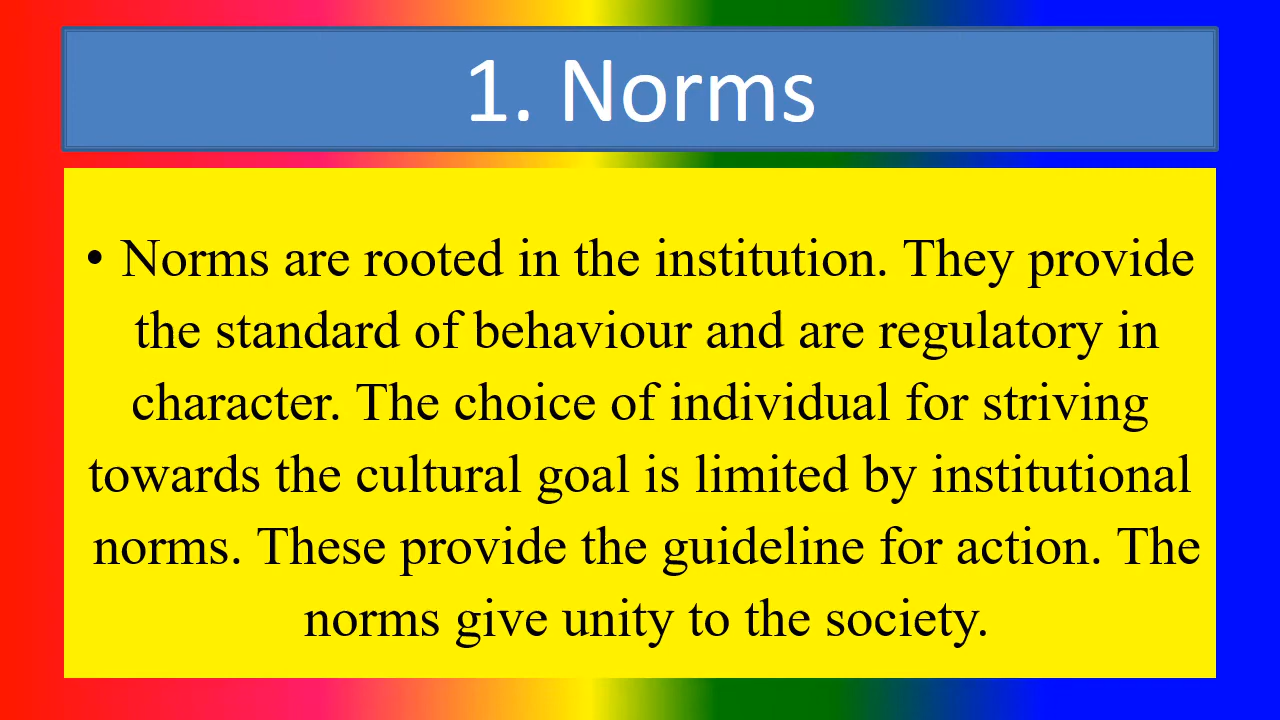 1. Norms
• Norms are rooted in the institution. They provide
the standard of behaviour and are regulatory in
character. The choice of individual for striving
towards the cultural goal is limited by institutional
norms. These provide the guideline for action. The
norms give unity to the society.